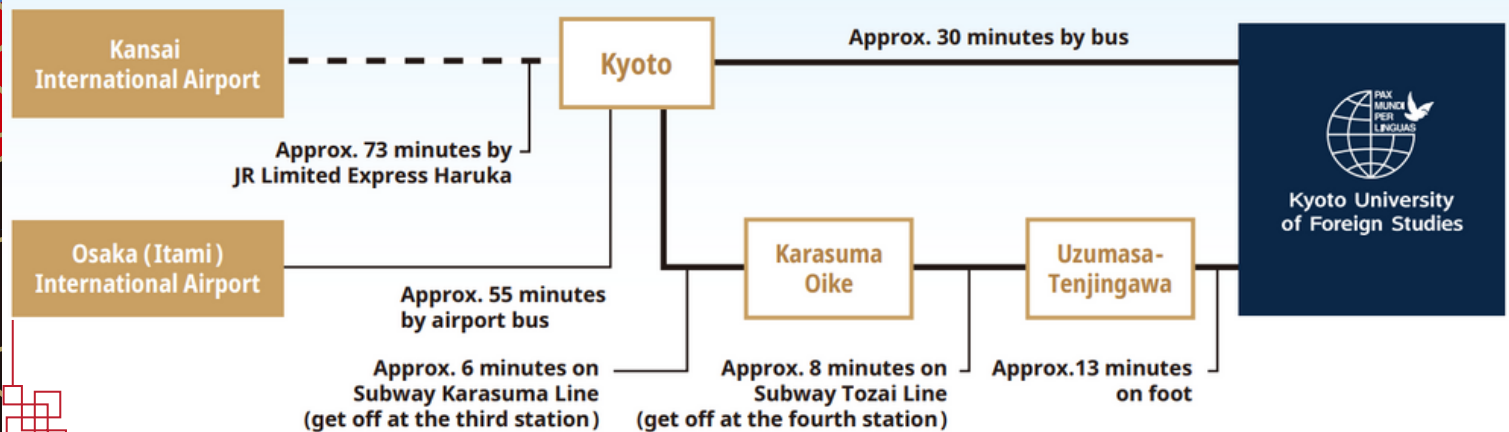 Kansai
International Airport
Kyoto
Approx. 30 minutes by bus
PAX
MUNDI
PER
LINGUAS
Kyoto University
of Foreign Studies
Approx. 73 minutes by
JR Limited Express Haruka
Osaka (Itami)
International Airport
Karasuma
Oike
Uzumasa-
Tenjingawa
Approx. 55 minutes
by airport bus
Approx. 6 minutes on
Subway Karasuma Line
(get off at the third station)
Approx. 8 minutes on
Subway Tozai Line
(get off at the fourth station)
Approx.13 minutes
on foot